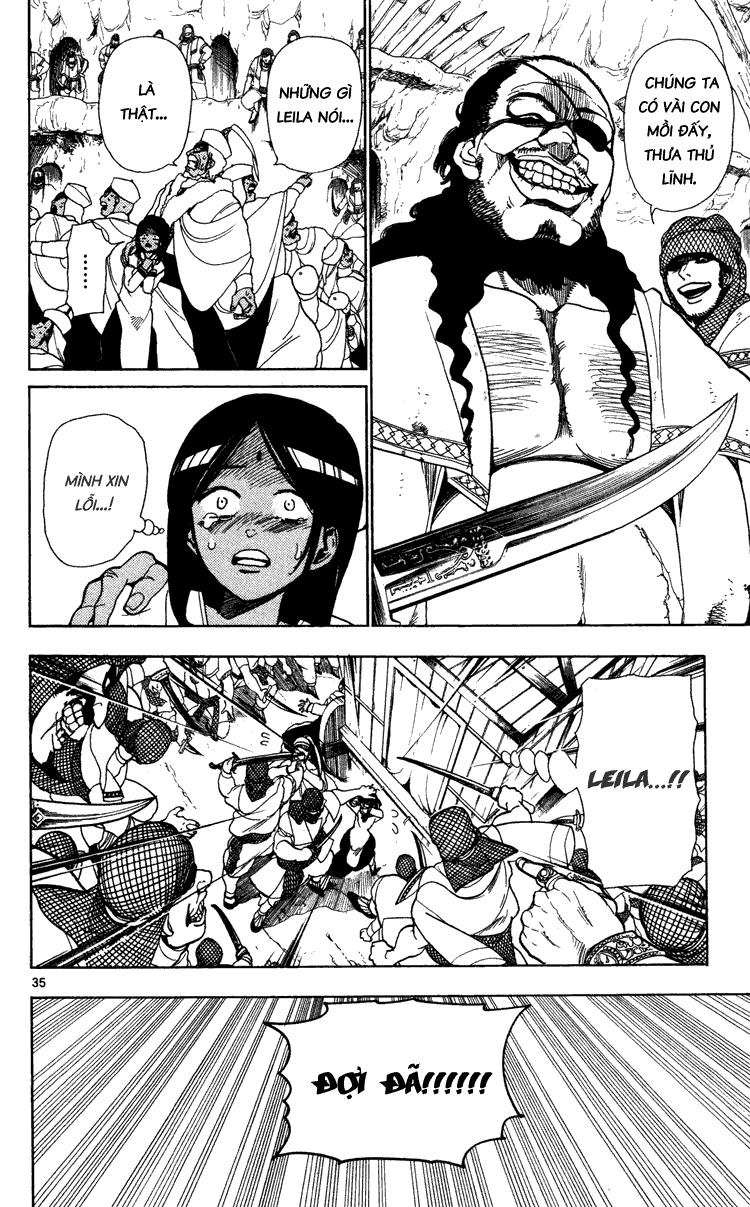 CHÚNG TA
CÓ VÀI CON
MỒI ĐẤY,
THƯA THỦ
LĨNH.
NHỮNG GÌ
LEILA NÓI...
LÀ
THẬT...
......
MÌNH XIN
LỖI...!
LEILA...!!
35
ĐỢI ĐÃ!!!!!!